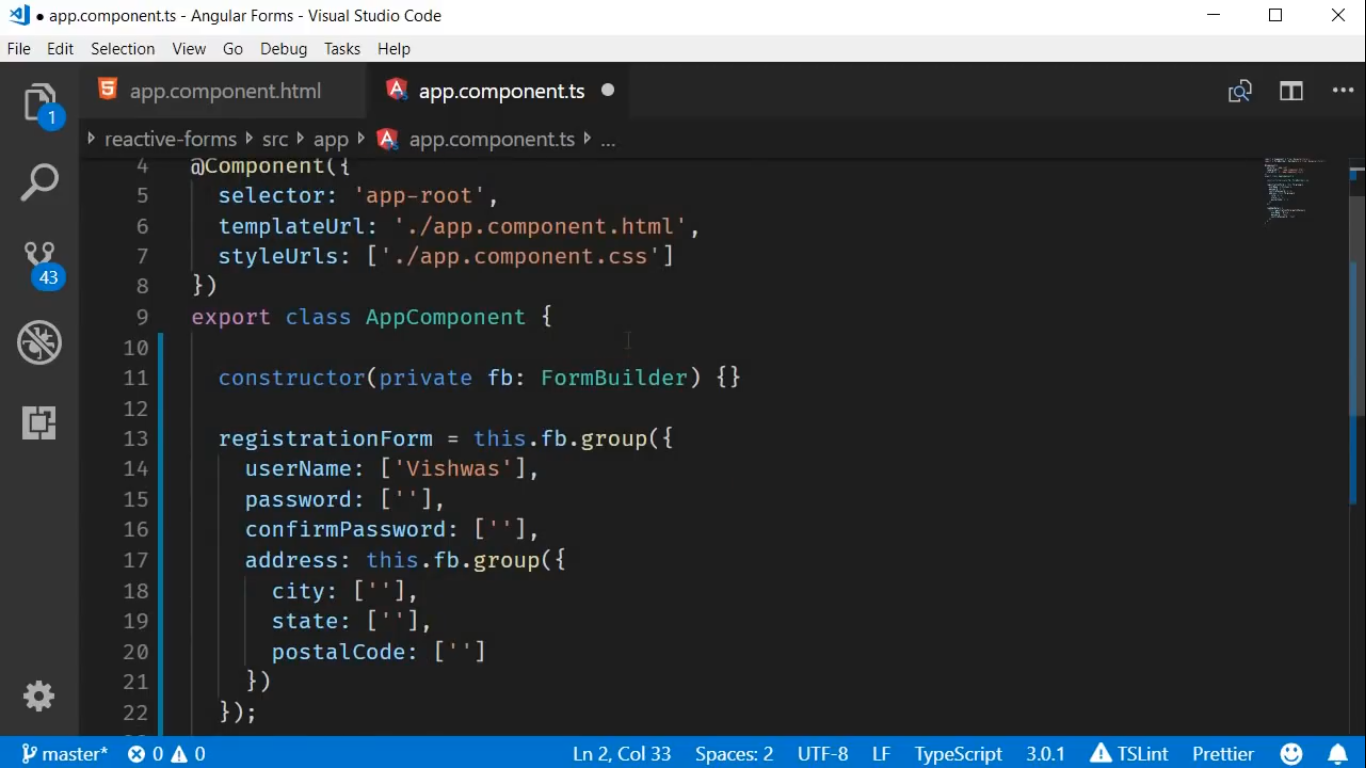 ● app.component.ts - Angular Forms - Visual Studio Code
File Edit Selection View Go Debug Tasks Help
app.component.html app.component.ts ●
reactive-forms src app app.component.ts ...
4 @Component({
5 selector: 'app-root',
6 templateUrl: './app.component.html',
7 styleUrls: ['./app.component.css']
8 })
9 export class AppComponent {
10
11 constructor(private fb: FormBuilder) {}
12
13 registrationForm = this.fb.group({
14 userName: ['Vishwas'],
15 password: [''],
16 confirmPassword: [''],
17 address: this.fb.group({
18 city: [''],
19 state: [''],
20 postalCode: ['']
21 })
22 });
1
43
master* 0 0 Ln 2, Col 33 Spaces: 2 UTF-8 LF TypeScript 3.0.1 TSLint Prettier